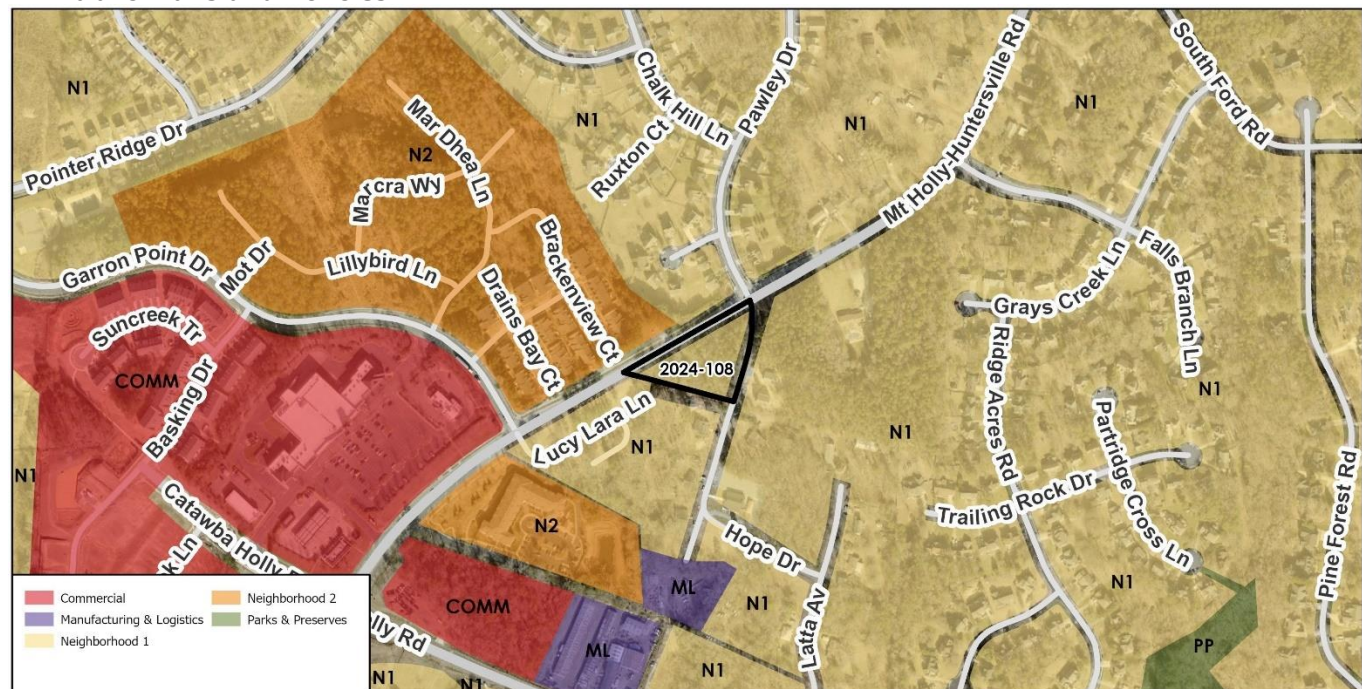 N1
Pointer Ridge Dr
Mar Dhea Ln
N2
Marcra Wy
N1
Ruxton Ct
Chalk Hill Ln
Pawley Dr
N1
Mt Holly-Huntersville Rd
N1
South Ford Rd
Garron Point Dr
Mot Dr
Lillybird Ln
Drains Bay Ct
Brackenview Ct
Suncreek Tr
COMM
Basking Dr
2024-108
Lucy Lara Ln
N1
Grays Creek Ln
Falls Branch Ln
N1
Ridge Acres Rd
N1
Partridge Cross Ln
Trailing Rock Dr
Pine Forest Rd
N1
Catawba Holly
N2
Hope Dr
Latta Av
ML
N1
COMM
ML
N1
N1
PP
Ln
Rd
N1
N1
Commercial
Manufacturing & Logistics
Neighborhood 1
Neighborhood 2
Parks & Preserves